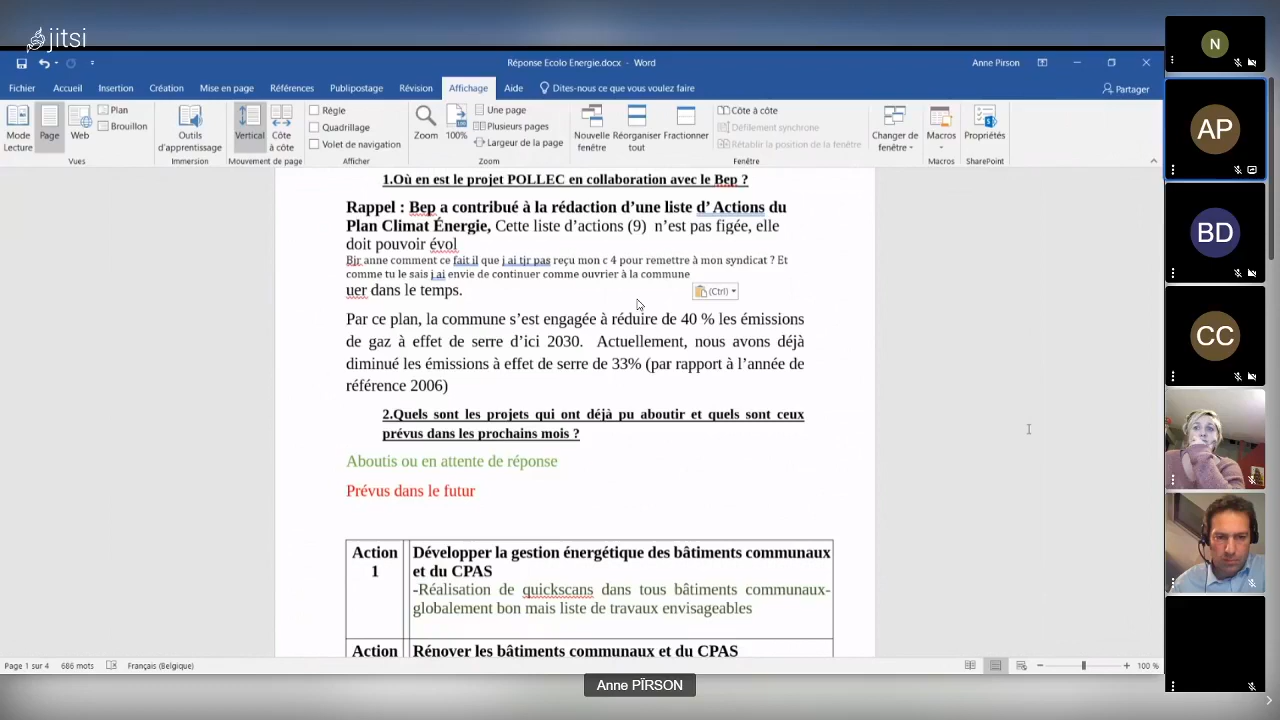 jitsi
Réponse Ecolo Energie.docx - Word
Anne Pirson
Fichier Accueil Insertion Création Mise en page Références Publipostage Révision Affichage Aide Dites-nous ce que vous voulez faire
Partager
Mode Lecture
Page
Web
Plan
Brouillon
Vues
Outils d'apprentissage
Immersion
Vertical
Côte à côte
Mouvement de page
Règle
Quadrillage
Volet de navigation
Afficher
Zoom
100%
Une page
Plusieurs pages
Largeur de la page
Zoom
Nouvelle fenêtre
Réorganiser tout
Fractionner
Côte à côte
Défilement synchrone
Rétablir la position de la fenêtre
Fenêtre
Changer de fenêtre
Macros
Macros
Propriétés
SharePoint
1.Où en est le projet POLLEC en collaboration avec le Bep ?
Rappel : Bep a contribué à la rédaction d’une liste d’ Actions du
Plan Climat Énergie, Cette liste d’actions (9) n’est pas figée, elle
doit pouvoir évol
Bjr anne comment ce fait il que j ai tjr pas reçu mon c 4 pour remettre à mon syndicat ? Et
comme tu le sais j ai envie de continuer comme ouvrier à la commune
(Ctrl)
uer dans le temps.
Par ce plan, la commune s’est engagée à réduire de 40 % les émissions
de gaz à effet de serre d’ici 2030. Actuellement, nous avons déjà
diminué les émissions à effet de serre de 33% (par rapport à l’année de
référence 2006)
2.Quels sont les projets qui ont déjà pu aboutir et quels sont ceux
prévus dans les prochains mois ?
Aboutis ou en attente de réponse
Prévus dans le futur
Action 1
Développer la gestion énergétique des bâtiments communaux
et du CPAS
-Réalisation de quickscans dans tous bâtiments communaux-
globalement bon mais liste de travaux envisageables
Action
Rénover les bâtiments communaux et du CPAS
Page 1 sur 4 686 mots Français (Belgique)
100 %
Anne PÏRSON
N
AP
BD
CC